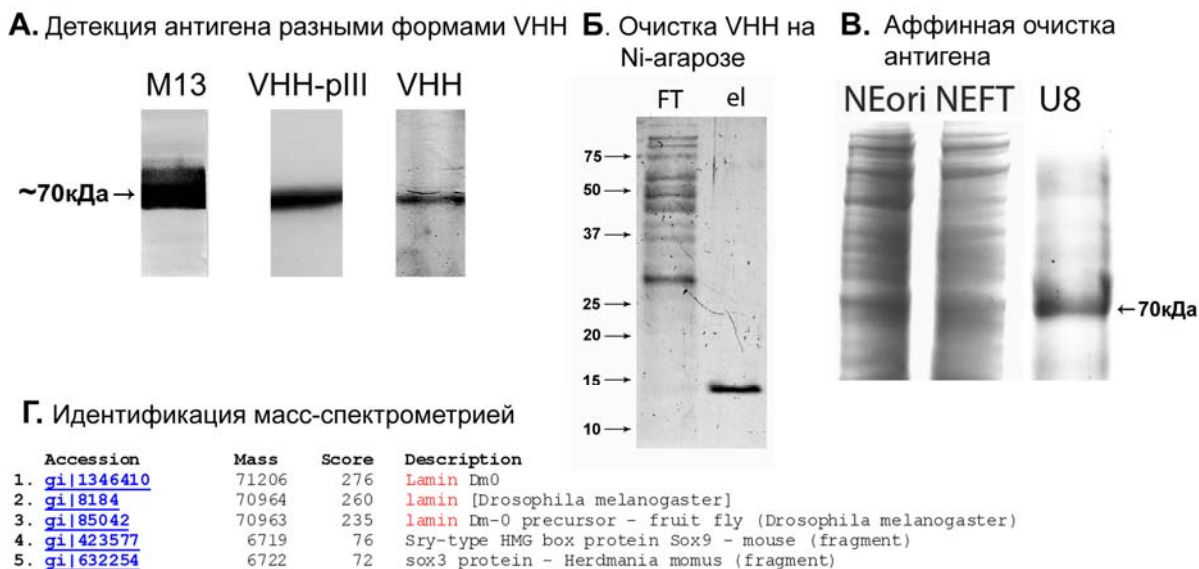 А. Детекция антигена разными формами VHH
M13 VHH-pIII VHH
~70кДа→
Б. Очистка VHH на
Ni-агарозе
FT el
75
50
37
25
20
15
10
В. Аффинная очистка
антигена
NEori NEFT U8
←70кДа
Г. Идентификация масс-спектрометрией
Accession Mass Score Description
1. gi|1346410 71206 276 Lamin Dm0
2. gi|8184 70964 260 lamin [Drosophila melanogaster]
3. gi|85042 70963 235 lamin Dm-0 precursor - fruit fly (Drosophila melanogaster)
4. gi|423577 6719 76 Sry-type HMG box protein Sox9 - mouse (fragment)
5. gi|632254 6722 72 sox3 protein - Herdmania momus (fragment)